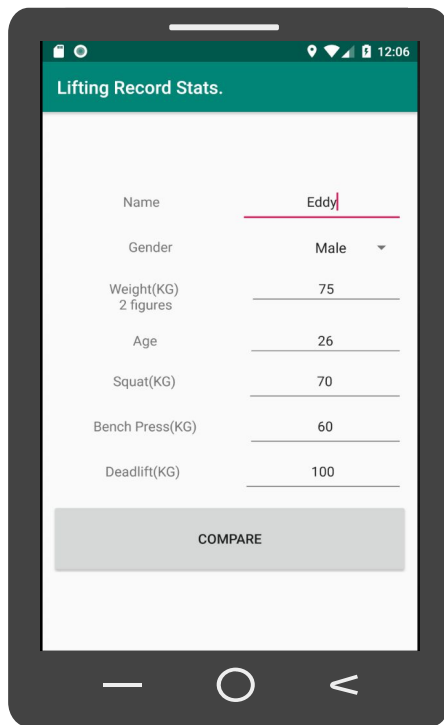 12:06
Lifting Record Stats.
Name Eddy
Gender Male
Weight(KG) 75
2 figures
Age 26
Squat(KG) 70
Bench Press(KG) 60
Deadlift(KG) 100
COMPARE